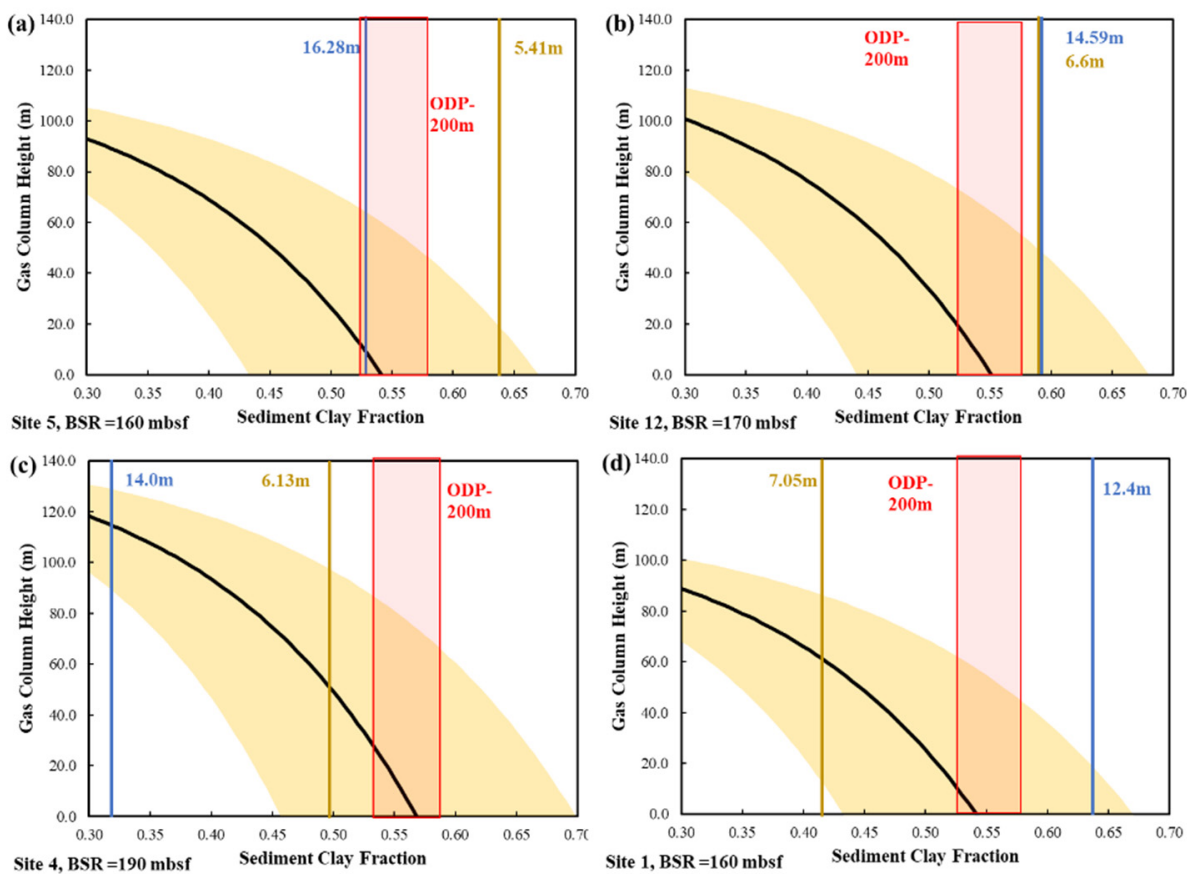 (a)
140.0
120.0
100.0
80.0
60.0
40.0
20.0
0.0
Gas Column Height (m)
16.28m
5.41m
ODP-
200m
0.30 0.35 0.40 0.45 0.50 0.55 0.60 0.65 0.70
Sediment Clay Fraction
Site 5, BSR =160 mbsf
(b)
140.0
120.0
100.0
80.0
60.0
40.0
20.0
0.0
Gas Column Height (m)
ODP-
200m
14.59m
6.6m
0.30 0.35 0.40 0.45 0.50 0.55 0.60 0.65 0.70
Sediment Clay Fraction
Site 12, BSR =170 mbsf
(c)
140.0
120.0
100.0
80.0
60.0
40.0
20.0
0.0
Gas Column Height (m)
14.0m
6.13m
ODP-
200m
0.30 0.35 0.40 0.45 0.50 0.55 0.60 0.65 0.70
Sediment Clay Fraction
Site 4, BSR =190 mbsf
(d)
140.0
120.0
100.0
80.0
60.0
40.0
20.0
0.0
Gas Column Height (m)
7.05m
ODP-
200m
12.4m
0.30 0.35 0.40 0.45 0.50 0.55 0.60 0.65 0.70
Sediment Clay Fraction
Site 1, BSR =160 mbsf